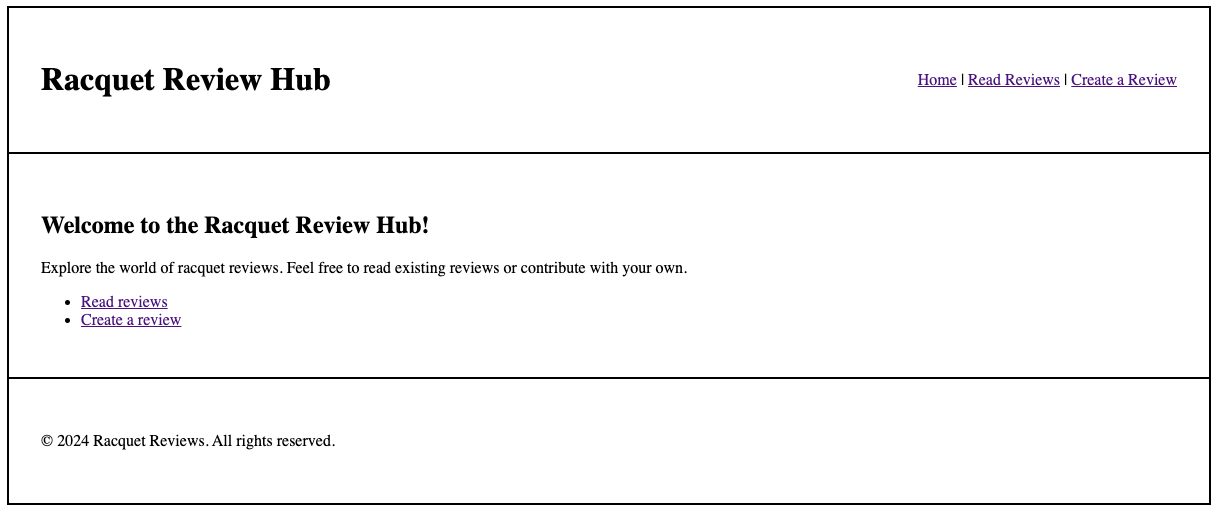 Racquet Review Hub
Home | Read Reviews | Create a Review
Welcome to the Racquet Review Hub!
Explore the world of racquet reviews. Feel free to read existing reviews or contribute with your own.
• Read reviews
• Create a review
© 2024 Racquet Reviews. All rights reserved.